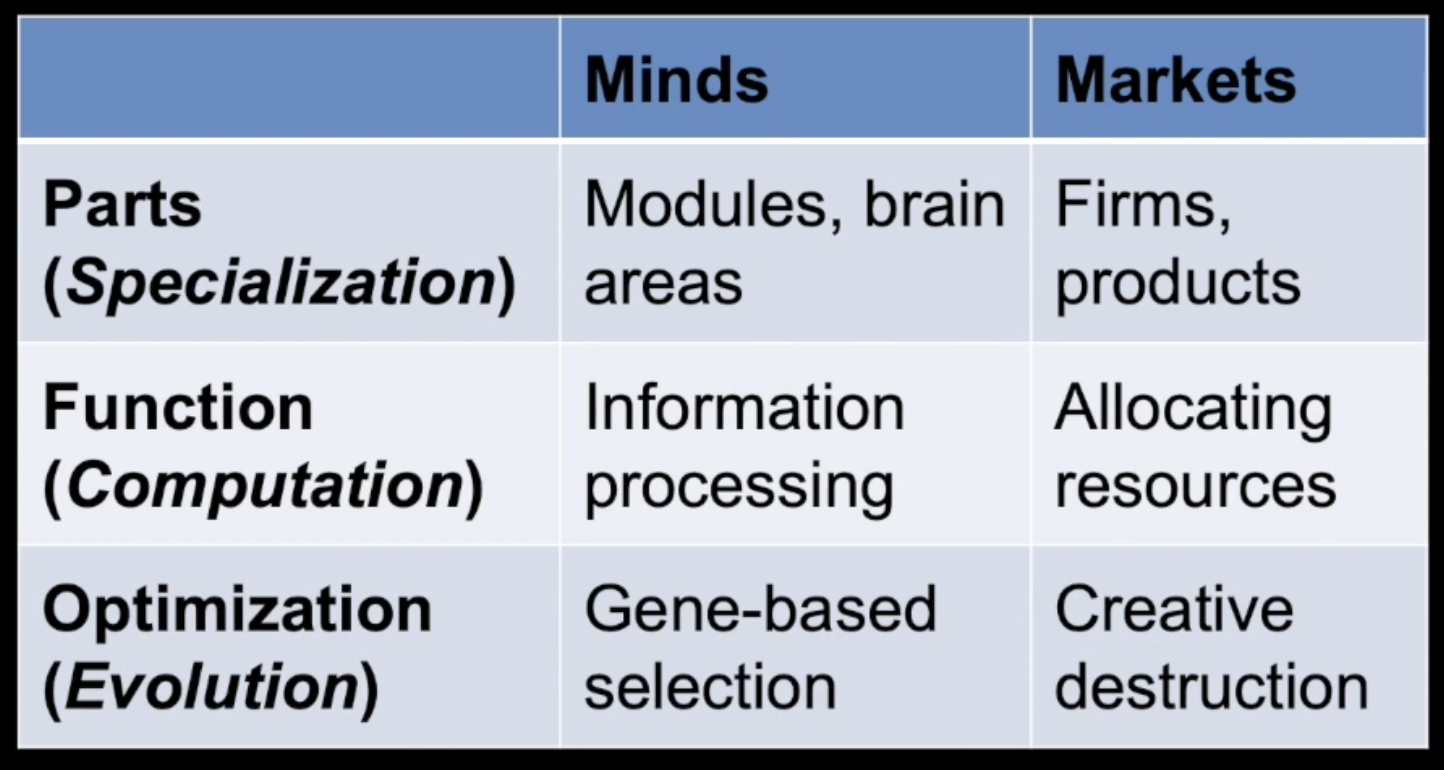 Minds
Markets
Parts
(Specialization)
Modules, brain
areas
Firms,
products
Function
(Computation)
Information
processing
Allocating
resources
Optimization
(Evolution)
Gene-based
selection
Creative
destruction